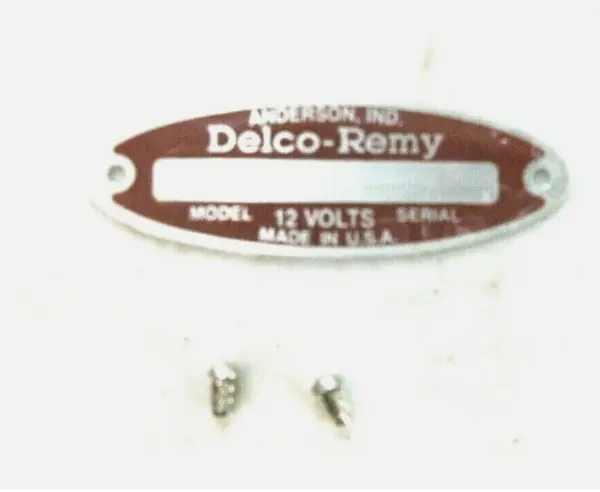 ANDERSON, IND.
Delco-Remy
MODEL 12 VOLTS SERIAL
MADE IN U.S.A.